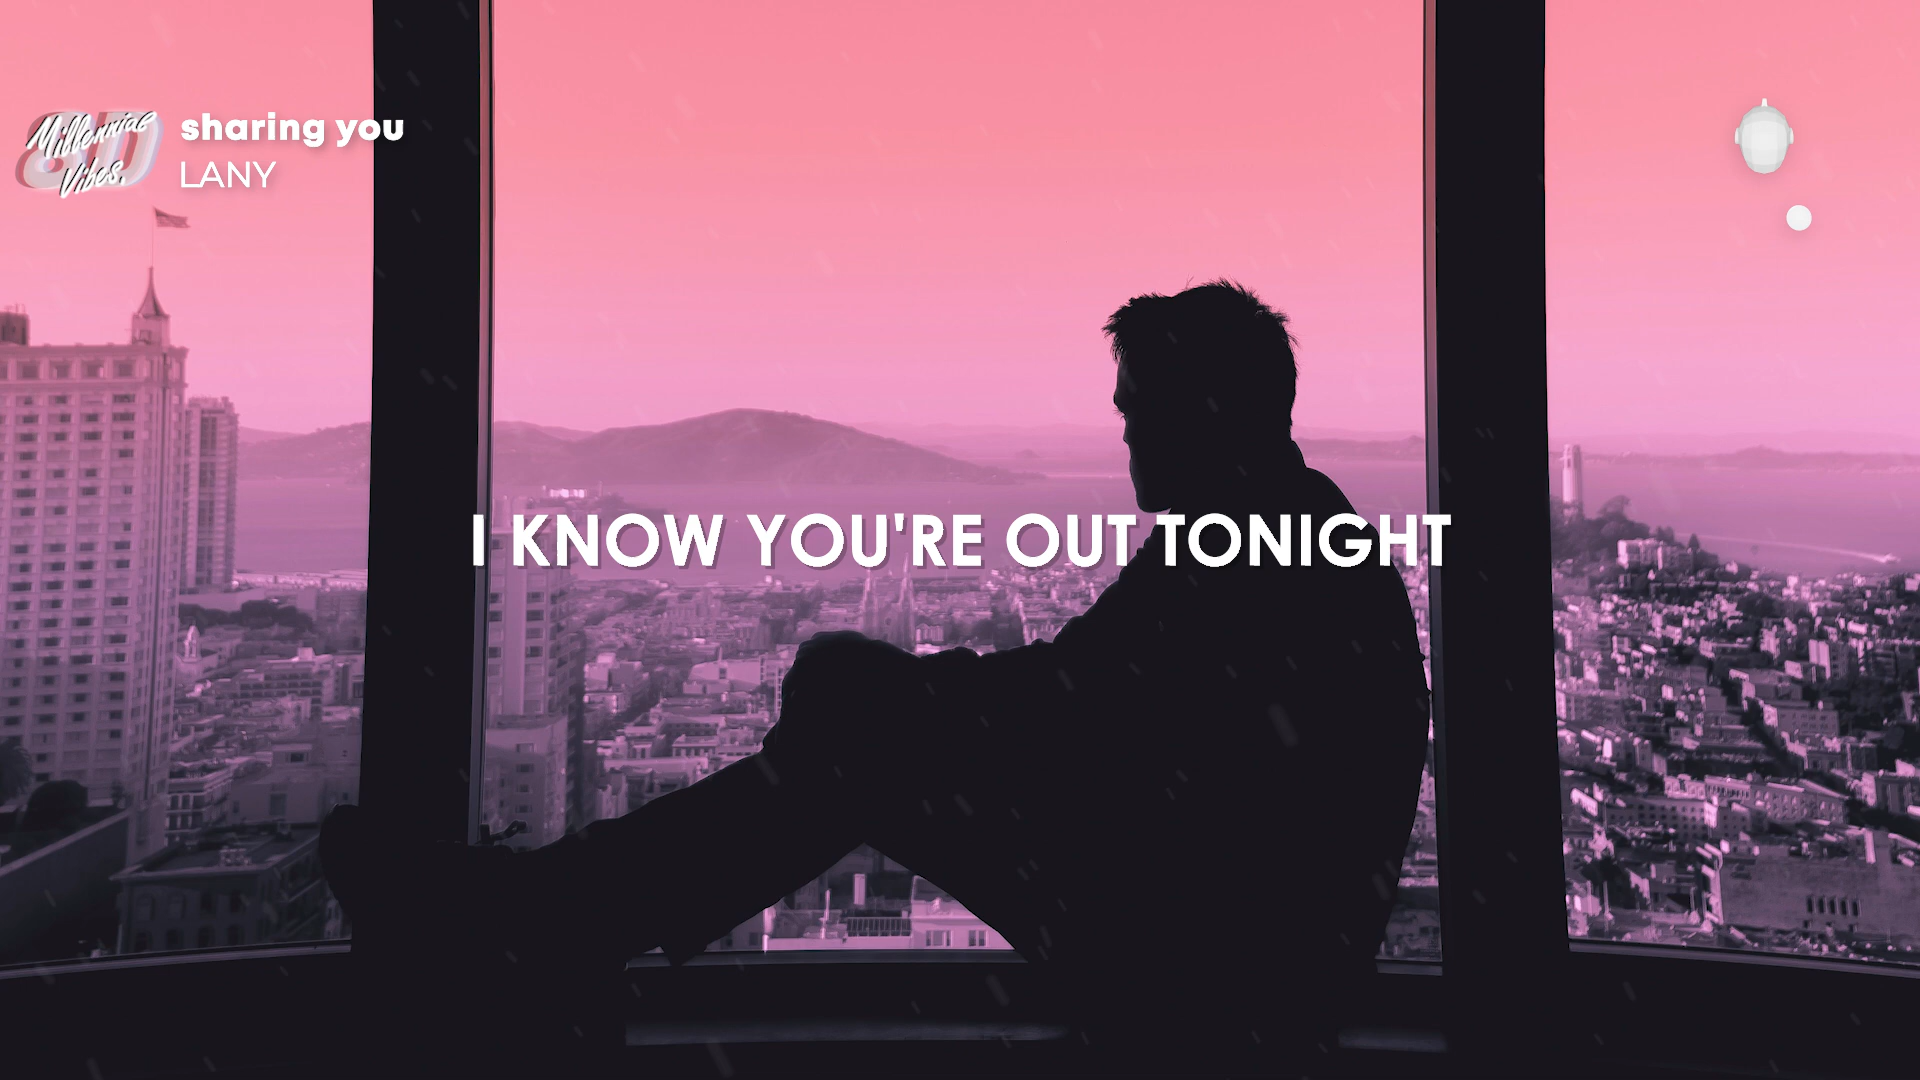 8D
Millennial
Vibes.
sharing you
LANY
I KNOW YOU'RE OUT TONIGHT